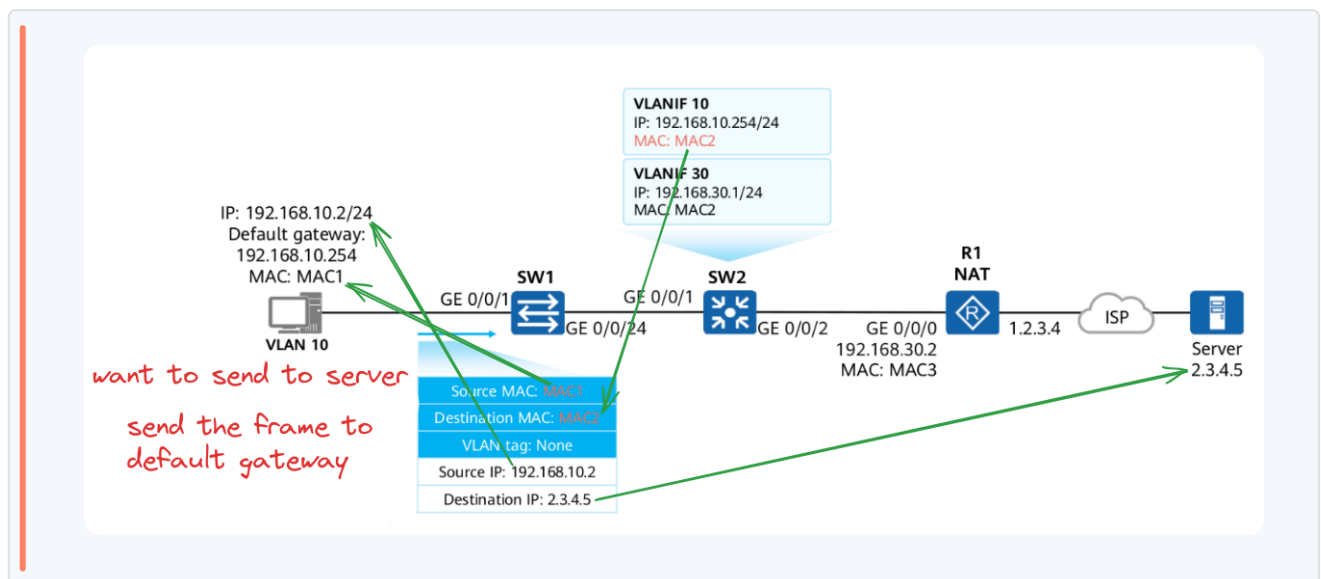 VLANIF 10
IP: 192.168.10.254/24
MAC: MAC2
VLANIF 30
IP: 192.168.30.1/24
MAC: MAC2
IP: 192.168.10.2/24
Default gateway:
192.168.10.254
MAC: MAC1
VLAN 10
SW1
GE 0/0/1
GE 0/0/24
SW2
GE 0/0/1
GE 0/0/2
R1
NAT
GE 0/0/0
192.168.30.2
MAC: MAC3
R
1.2.3.4
ISP
Server
2.3.4.5
want to send to server
send the frame to
default gateway
Source MAC: MAC1
Destination MAC: MAC2
VLAN tag: None
Source IP: 192.168.10.2
Destination IP: 2.3.4.5